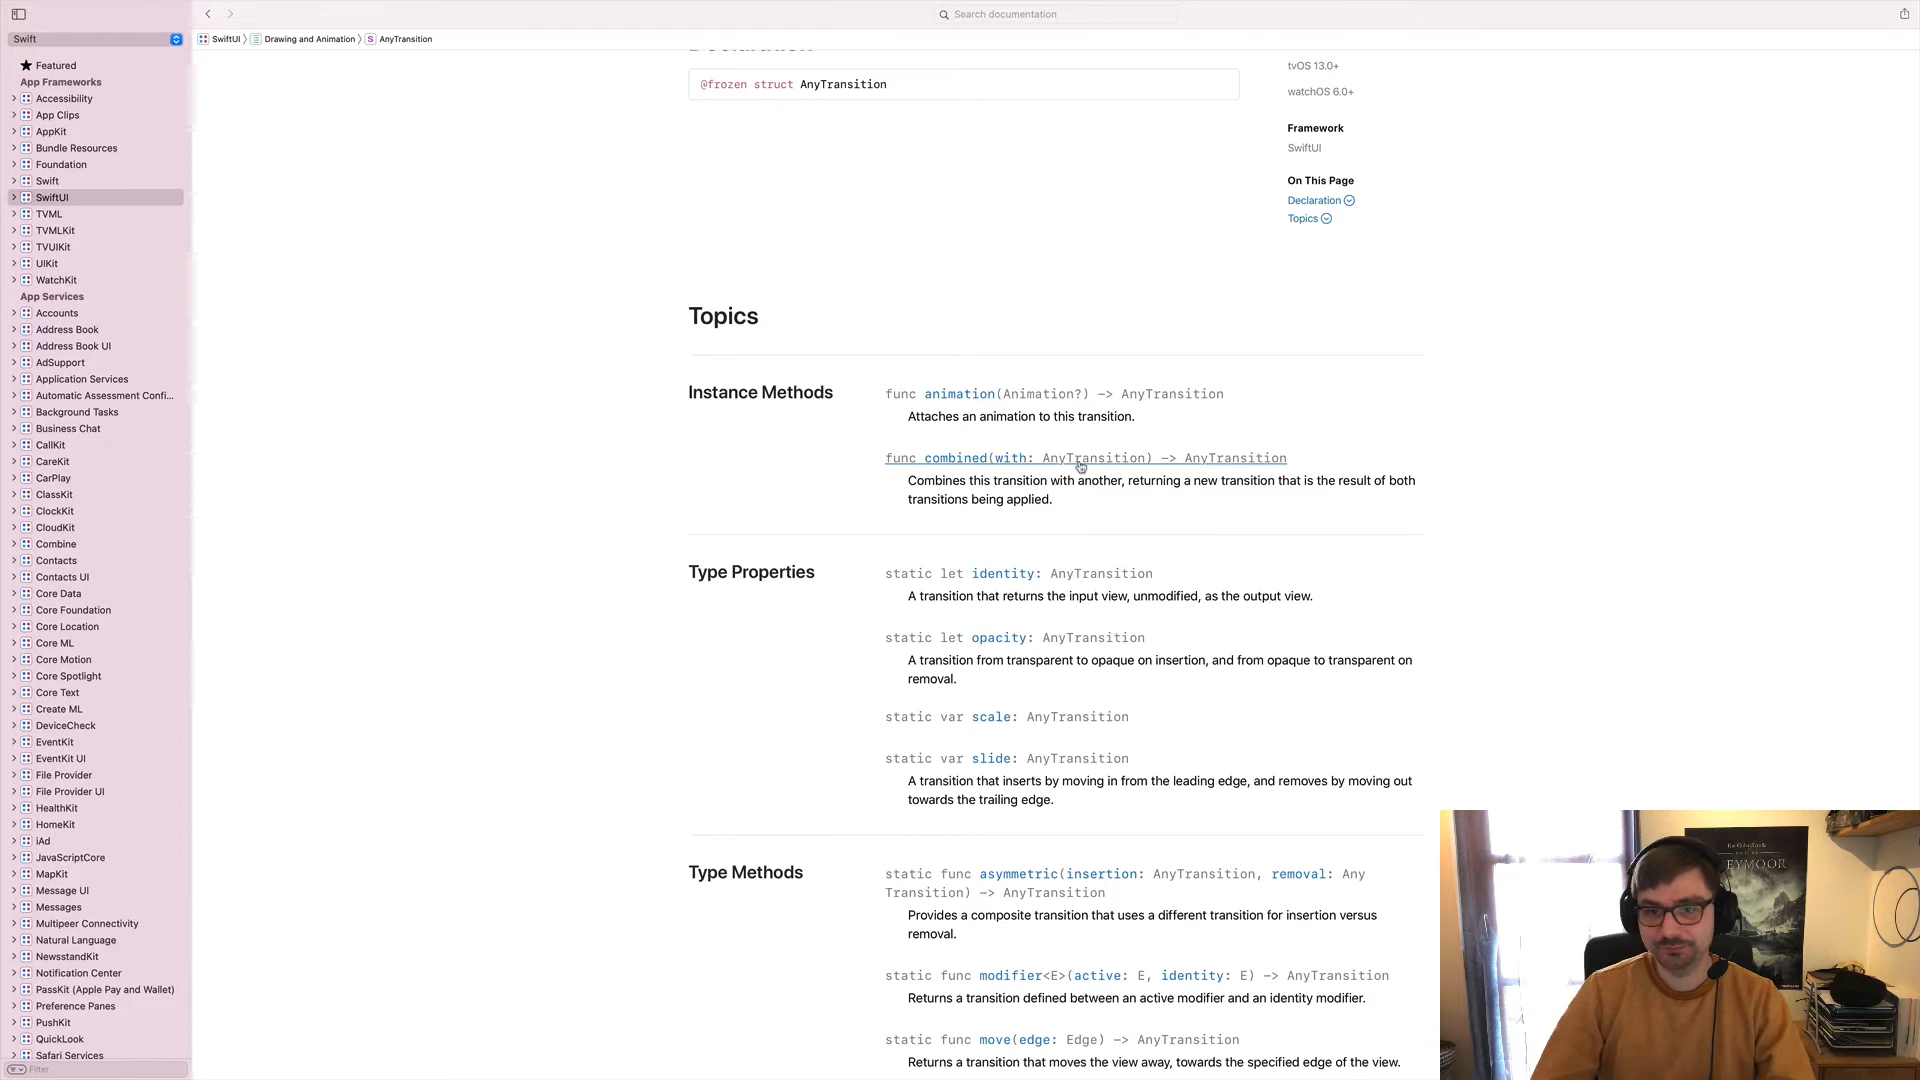 Search documentation
Swift
SwiftUI
Drawing and Animation
AnyTransition
Featured
App Frameworks
Accessibility
App Clips
AppKit
Bundle Resources
Foundation
Swift
SwiftUI
TVML
TVMLKit
TVUIKit
UIKit
WatchKit
App Services
Accounts
Address Book
Address Book UI
AdSupport
Application Services
Automatic Assessment Confi...
Background Tasks
Business Chat
CallKit
CareKit
CarPlay
ClassKit
ClockKit
CloudKit
Combine
Contacts
Contacts UI
Core Data
Core Foundation
Core Location
Core ML
Core Motion
Core Spotlight
Core Text
Create ML
DeviceCheck
EventKit
EventKit UI
File Provider
File Provider UI
HealthKit
HomeKit
iAd
JavaScriptCore
MapKit
Message UI
Messages
Multipeer Connectivity
Natural Language
NewsstandKit
Notification Center
PassKit (Apple Pay and Wallet)
Preference Panes
PushKit
QuickLook
Safari Services
Filter
@frozen struct AnyTransition
tvOS 13.0+
watchOS 6.0+
Framework
SwiftUI
On This Page
Declaration
Topics
Topics
Instance Methods
func animation(Animation?) -> AnyTransition
Attaches an animation to this transition.
func combined(with: AnyTransition) -> AnyTransition
Combines this transition with another, returning a new transition that is the result of both
transitions being applied.
Type Properties
static let identity: AnyTransition
A transition that returns the input view, unmodified, as the output view.
static let opacity: AnyTransition
A transition from transparent to opaque on insertion, and from opaque to transparent on
removal.
static var scale: AnyTransition
static var slide: AnyTransition
A transition that inserts by moving in from the leading edge, and removes by moving out
towards the trailing edge.
Type Methods
static func asymmetric(insertion: AnyTransition, removal: Any
Transition) -> AnyTransition
Provides a composite transition that uses a different transition for insertion versus
removal.
static func modifier<E>(active: E, identity: E) -> AnyTransition
Returns a transition defined between an active modifier and an identity modifier.
static func move(edge: Edge) -> AnyTransition
Returns a transition that moves the view away, towards the specified edge of the view.